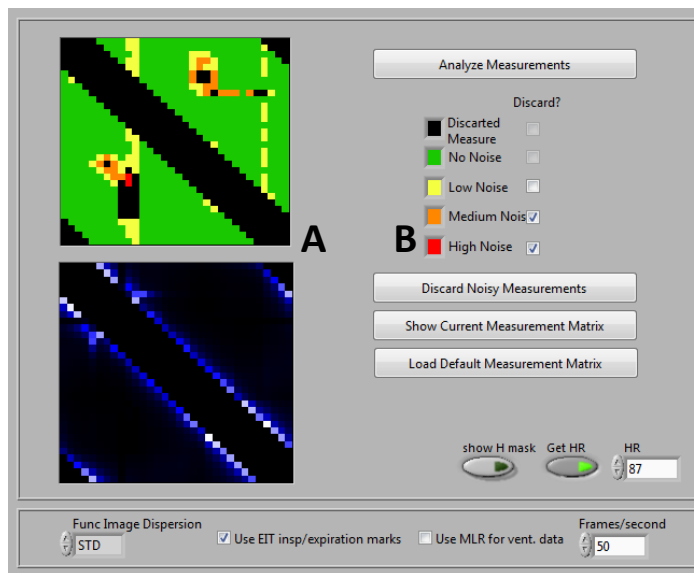 Analyze Measurements
Discard?
Discarted
Measure
No Noise
Low Noise
Medium Nois
High Noise
A
B
Discard Noisy Measurements
Show Current Measurement Matrix
Load Default Measurement Matrix
show H mask
Get HR
HR
87
Func Image Dispersion
STD
Use EIT insp/expiration marks
Use MLR for vent. data
Frames/second
50